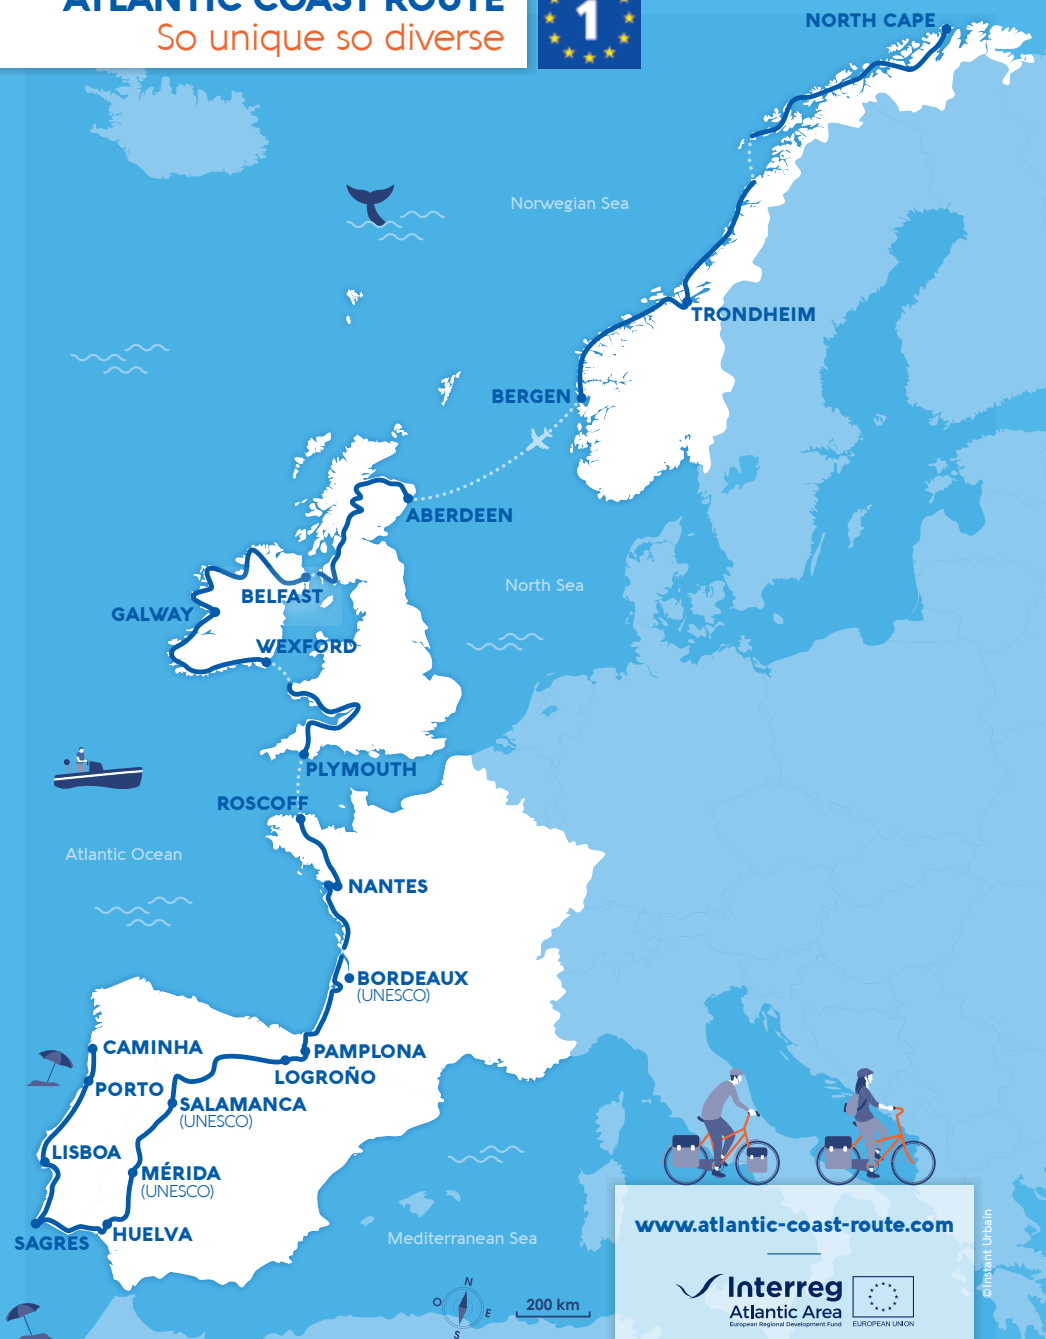 ATLANTIC COAST ROUTE
So unique so diverse
1
NORTH CAPE
Norwegian Sea
TRONDHEIM
BERGEN
ABERDEEN
North Sea
BELFAST
GALWAY
WEXFORD
PLYMOUTH
ROSCOFF
Atlantic Ocean
NANTES
BORDEAUX
(UNESCO)
CAMINHA
PAMPLONA
LOGROÑO
PORTO
SALAMANCA
(UNESCO)
LISBOA
MÉRIDA
(UNESCO)
HUELVA
SAGRES
Mediterranean Sea
N
O
E
S
200 km
www.atlantic-coast-route.com
Interreg
Atlantic Area
European Regional Development Fund
EUROPEAN UNION
©Instant Urbain